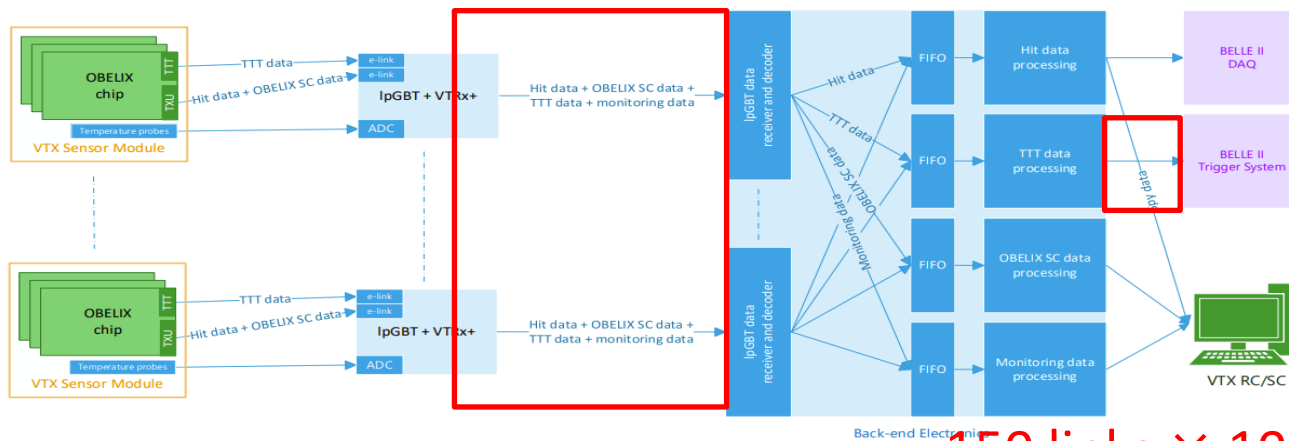 OBELIX
chip
TTT
TXU
Temperature probes
VTX Sensor Module
TTT data
Hit data + OBELIX SC data
e-link
e-link
lpGBT + VTRx+
ADC
Hit data + OBELIX SC data +
TTT data + monitoring data
lpGBT data
receiver and decoder
Hit data
TTT data
OBELIX SC data
Monitoring data
FIFO
Hit data
processing
BELLE II
DAQ
FIFO
TTT data
processing
BELLE II
Trigger System
FIFO
OBELIX SC data
processing
FIFO
Monitoring data
processing
VTX RC/SC
OBELIX
chip
TTT
TXU
Temperature probes
VTX Sensor Module
TTT data
Hit data + OBELIX SC data
e-link
e-link
lpGBT + VTRx+
ADC
Hit data + OBELIX SC data +
TTT data + monitoring data
lpGBT data
receiver and decoder
Back-end Electronics